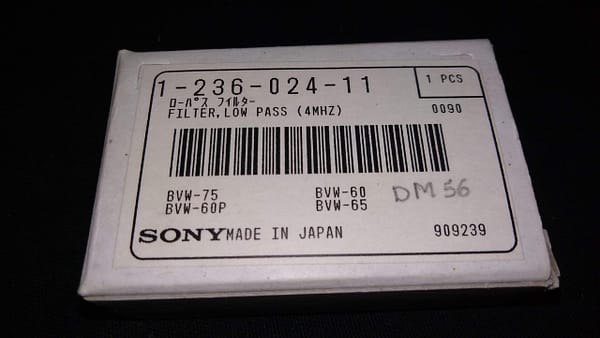 1-236-024-11 1 PCS
ローパス フイルター
FILTER,LOW PASS (4MHZ) 0090
BVW-75 BVW-60 DM 56
BVW-60P BVW-65
SONY MADE IN JAPAN 909239